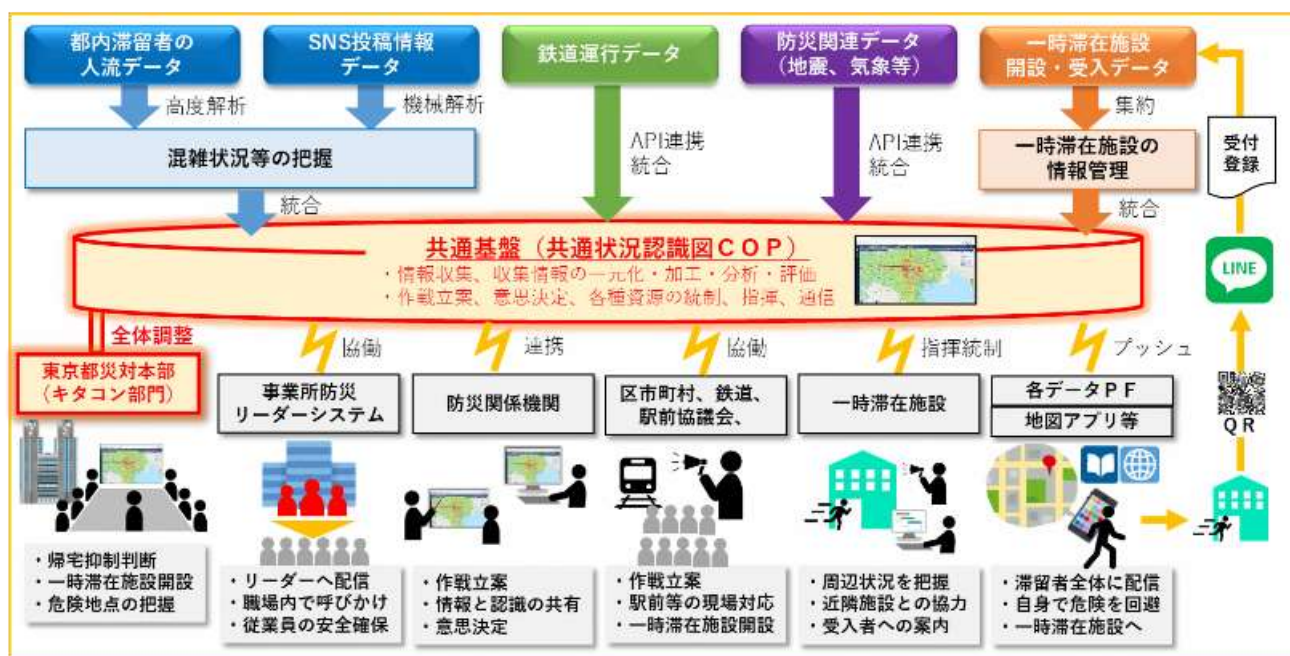 都内滞留者の
人流データ
SNS投稿情報
データ
鉄道運行データ
防災関連データ
（地震、気象等）
一時滞在施設
開設・受入データ
高度解析
機械解析
API連携
統合
API連携
統合
集約
混雑状況等の把握
一時滞在施設の
情報管理
受付
登録
統合
統合
共通基盤（共通状況認識図ＣＯＰ）
・情報収集、収集情報の一元化・加工・分析・評価
・作戦立案、意思決定、各種資源の統制、指揮、通信
LINE
全体調整
協働
連携
協働
指揮統制
プッシュ
東京都災対本部
（キタコン部門）
事業所防災
リーダーシステム
防災関係機関
区市町村、鉄道、
駅前協議会、
一時滞在施設
各データＰＦ
地図アプリ等
ＱＲ
・帰宅抑制判断
・一時滞在施設開設
・危険地点の把握
・リーダーへ配信
・職場内で呼びかけ
・従業員の安全確保
・作戦立案
・情報と認識の共有
・意思決定
・作戦立案
・駅前等の現場対応
・一時滞在施設開設
・周辺状況を把握
・近隣施設との協力
・受入者への案内
・滞留者全体に配信
・自身で危険を回避
・一時滞在施設へ